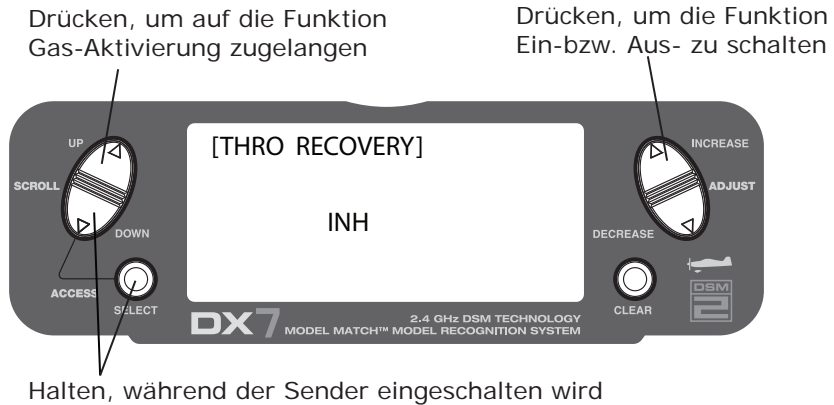 Drücken, um auf die Funktion
Gas-Aktivierung zugelangen
Drücken, um die Funktion
Ein-bzw. Aus- zu schalten
UP
SCROLL
DOWN
ACCESS
SELECT
[THRO RECOVERY]
INH
INCREASE
ADJUST
DECREASE
CLEAR
DSM
2
DX7
2.4 GHz DSM TECHNOLOGY
MODEL MATCH™ MODEL RECOGNITION SYSTEM
Halten, während der Sender eingeschalten wird